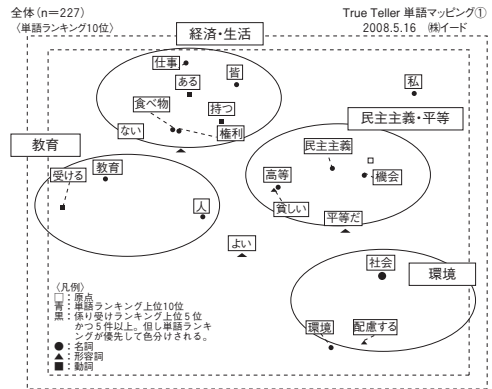 全体(n=227)
〈単語ランキング10位〉
True Teller 単語マッピング①
2008.5.16 ㈱イード
経済・生活
仕事
ある
皆
私
食べ物
持つ
ない
権利
民主主義・平等
教育
民主主義
受ける
教育
高等
機会
人
貧しい
平等だ
よい
社会
環境
環境
配慮する
〈凡例〉
□：原点
青：単語ランキング上位10位
黒：係り受けランキング上位5位
かつ5件以上。但し単語ランキ
ングが優先して色分けされる。
●：名詞
▲：形容詞
■：動詞